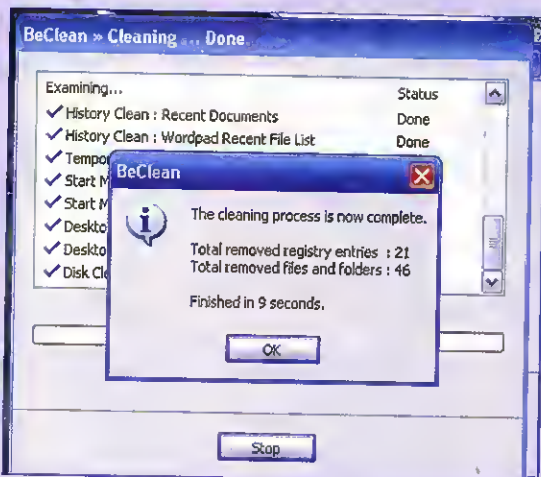 BeClean » Cleaning ... Done
Examining...
Status
History Clean : Recent Documents
Done
History Clean : Wordpad Recent File List
Done
BeClean
The cleaning process is now complete.
Total removed registry entries : 21
Total removed files and folders : 46
Finished in 9 seconds.
OK
Stop